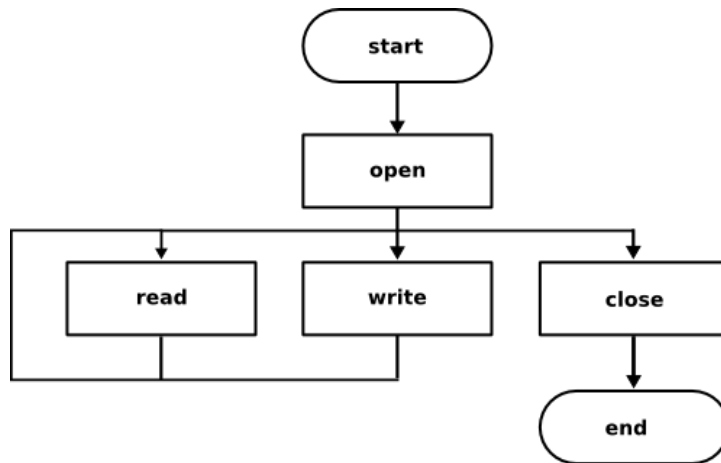 start
open
read
write
close
end